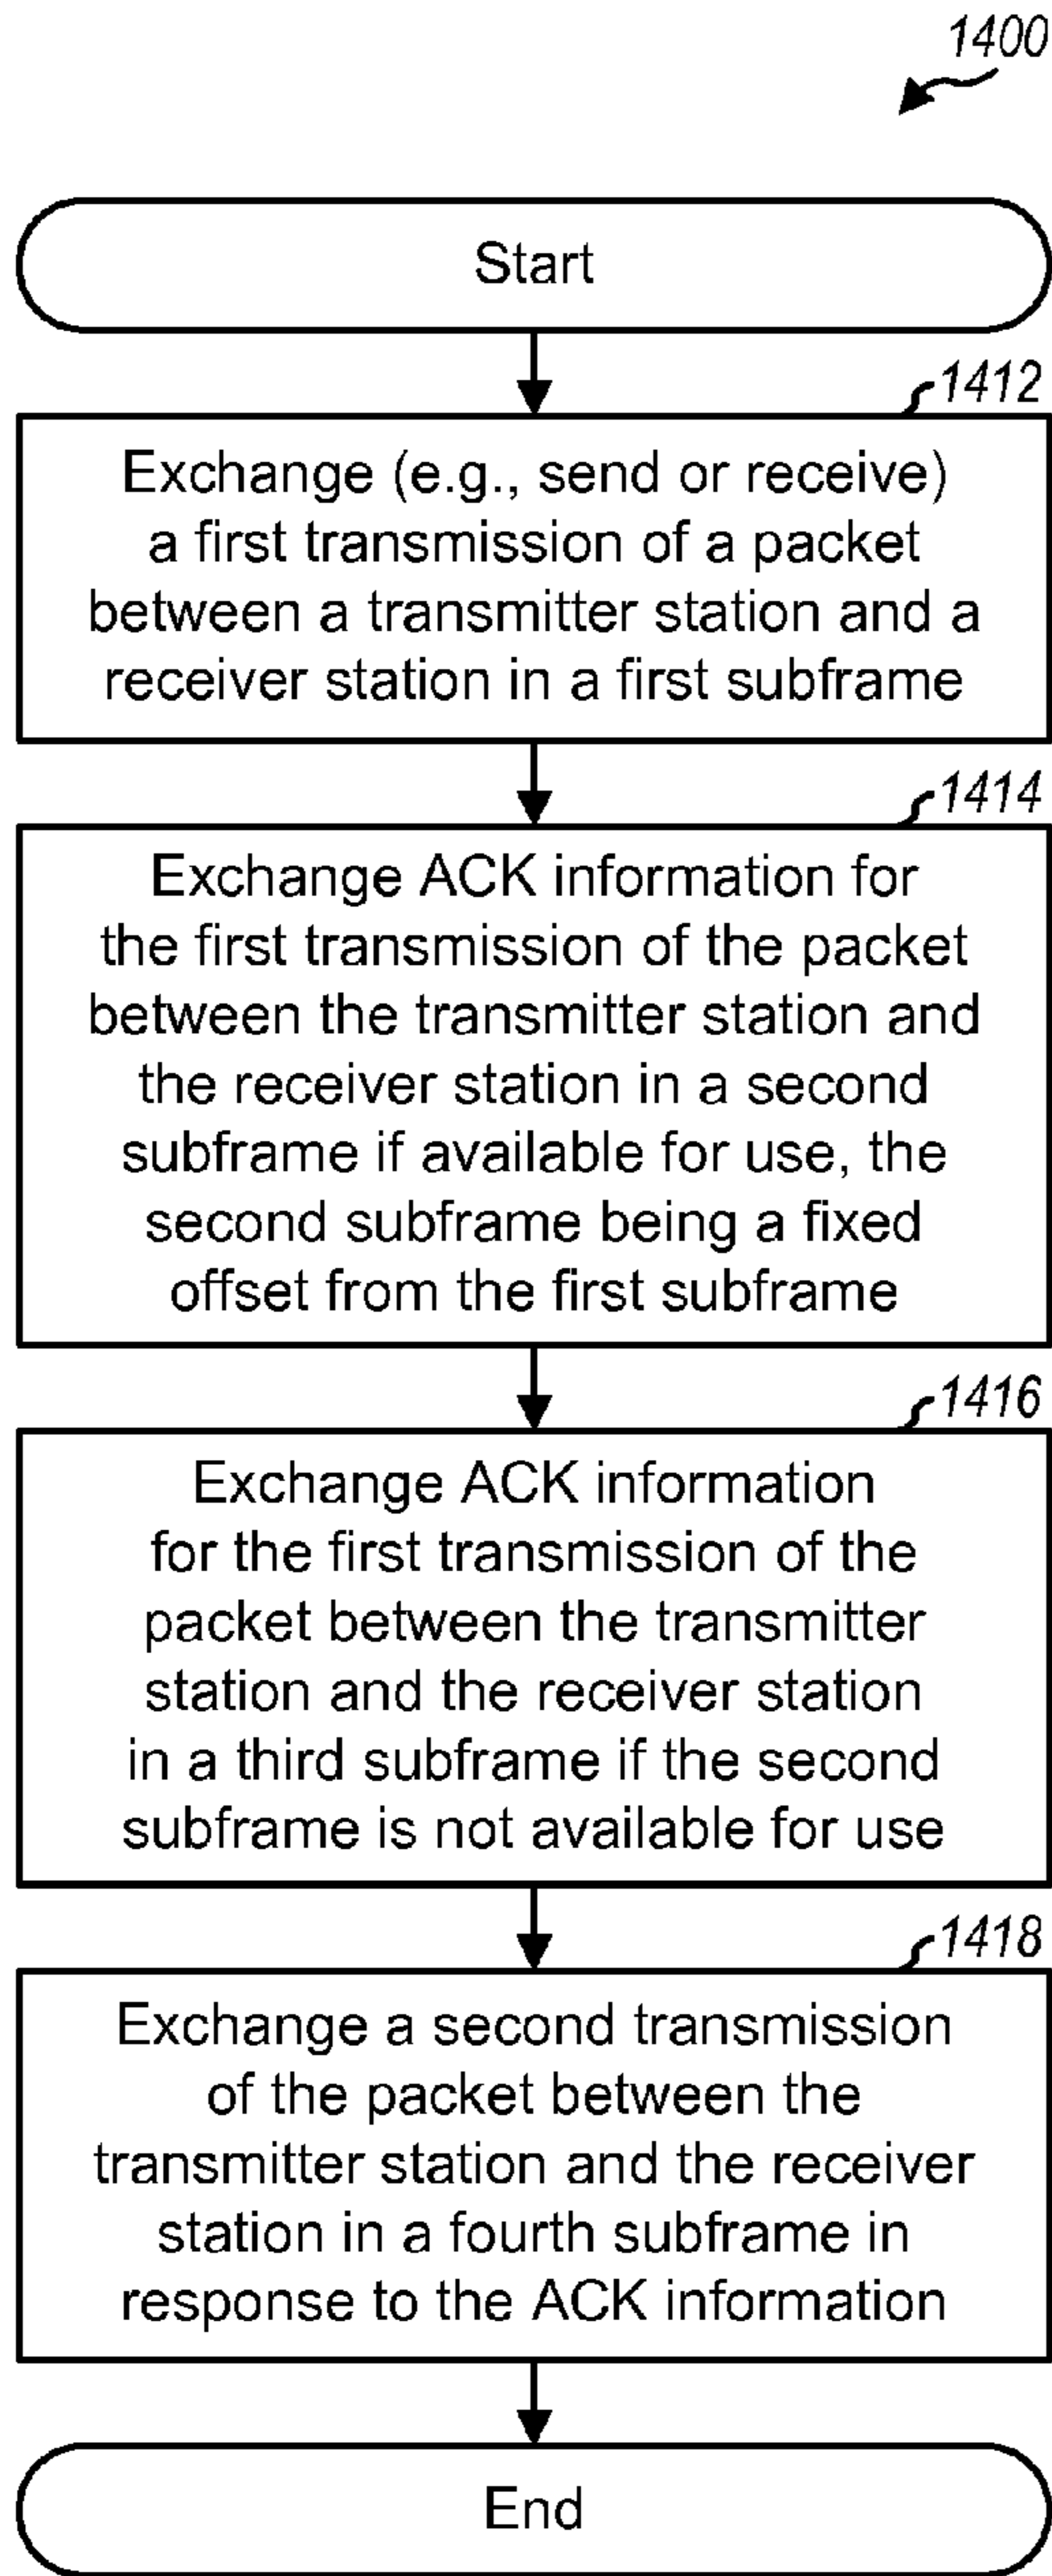 1400
Start
1412
Exchange (e.g., send or receive)
a first transmission of a packet
between a transmitter station and a
receiver station in a first subframe
1414
Exchange ACK information for
the first transmission of the packet
between the transmitter station and
the receiver station in a second
subframe if available for use, the
second subframe being a fixed
offset from the first subframe
1416
Exchange ACK information
for the first transmission of the
packet between the transmitter
station and the receiver station
in a third subframe if the second
subframe is not available for use
1418
Exchange a second transmission
of the packet between the
transmitter station and the receiver
station in a fourth subframe in
response to the ACK information
End